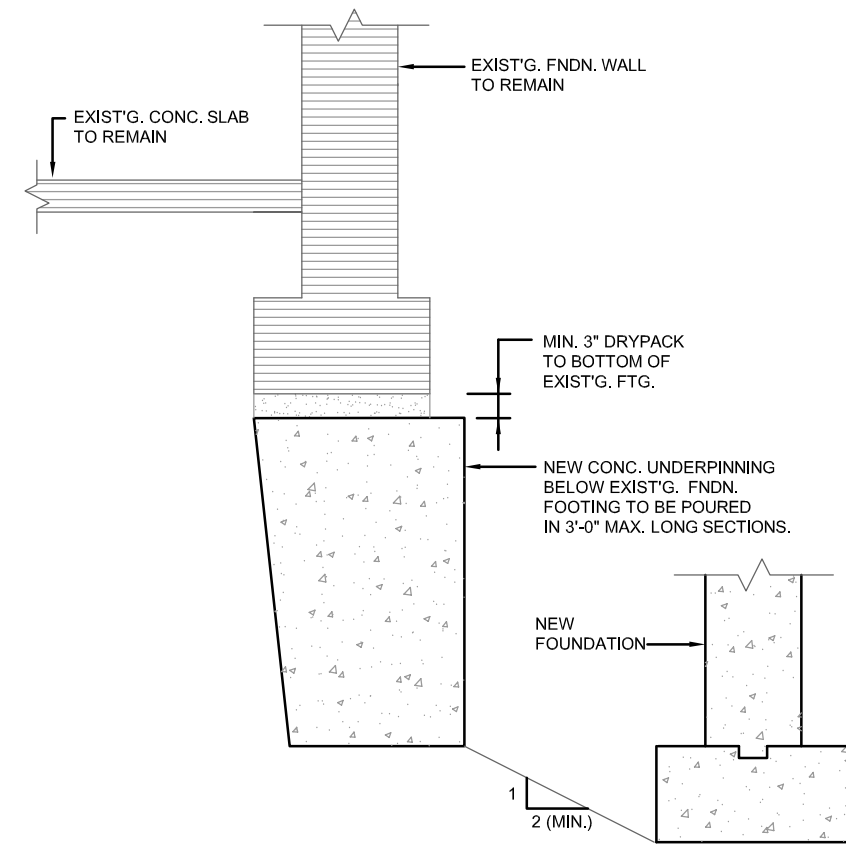 EXIST'G. FNDN. WALL
TO REMAIN
EXIST'G. CONC. SLAB
TO REMAIN
MIN. 3" DRYPACK
TO BOTTOM OF
EXIST'G. FTG.
NEW CONC. UNDERPINNING
BELOW EXIST'G. FNDN.
FOOTING TO BE POURED
IN 3'-0" MAX. LONG SECTIONS.
NEW
FOUNDATION
1
2 (MIN.)